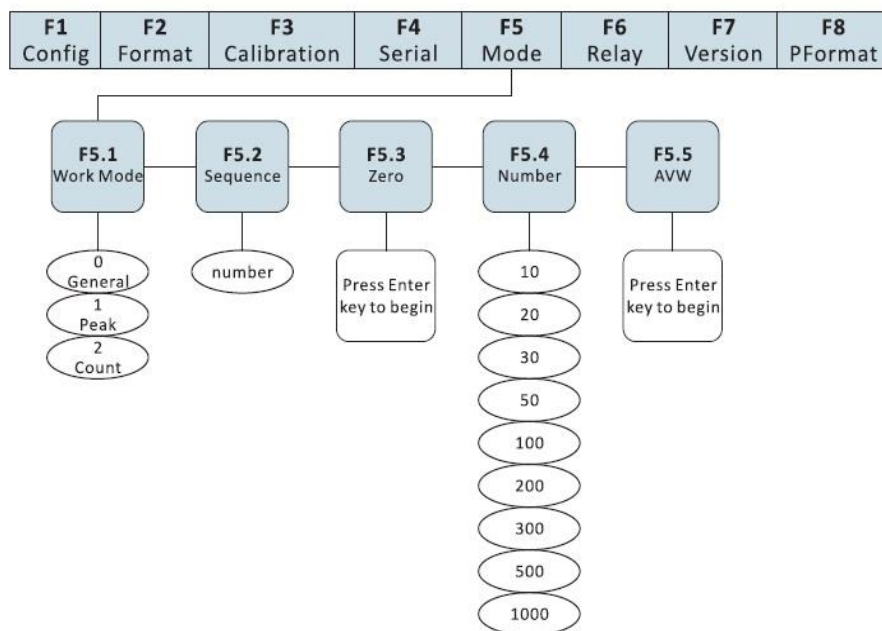 F1 F2 F3 F4 F5 F6 F7 F8
Config Format Calibration Serial Mode Relay Version PFormat
F5.1
Work Mode
F5.2
Sequence
F5.3
Zero
F5.4
Number
F5.5
AVW
0
General
1
Peak
2
Count
number
Press Enter
key to begin
10
20
30
50
100
200
300
500
1000
Press Enter
key to begin